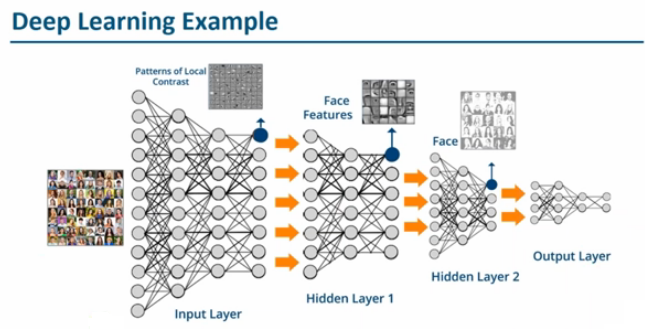 Deep Learning Example
Patterns of Local
Contrast
Face
Features
Face
Input Layer
Hidden Layer 1
Hidden Layer 2
Output Layer